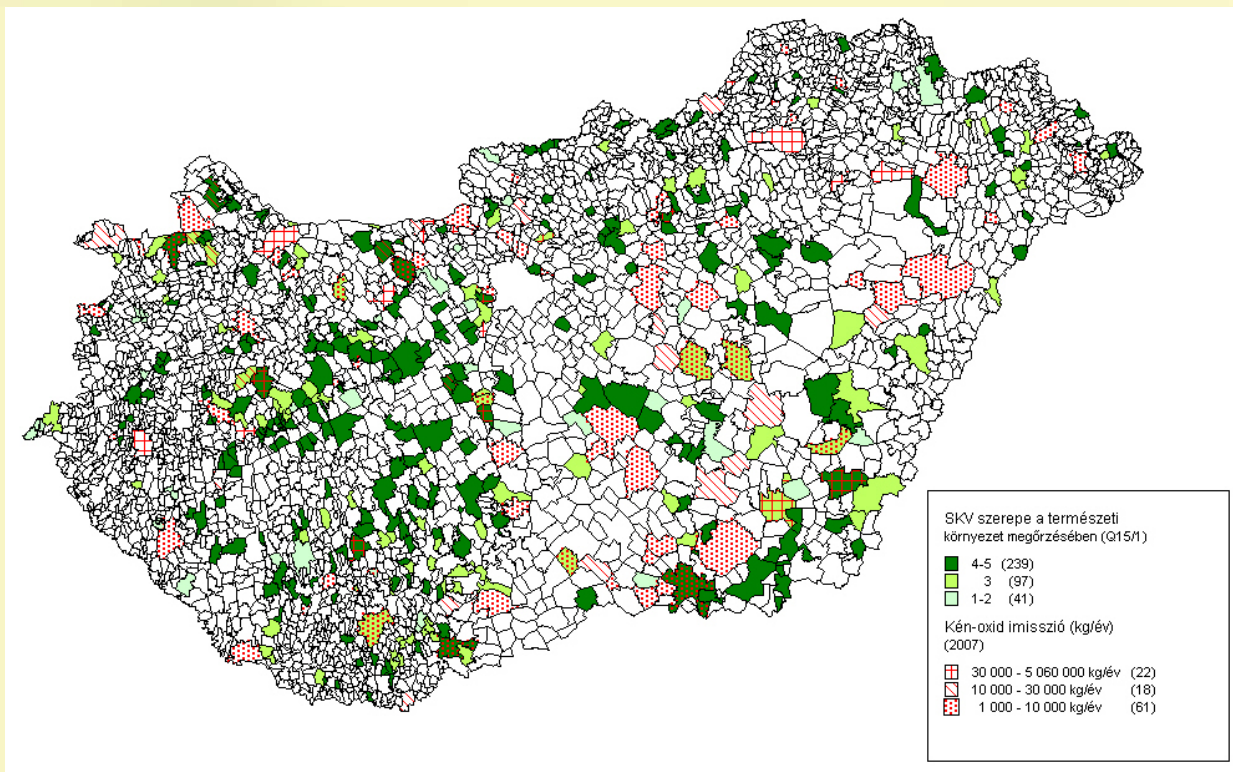 SKV szerepe a természeti
környezet megőrzésében (Q15/1)
4-5 (239)
3 (97)
1-2 (41)
Kén-oxid imisszió (kg/év)
(2007)
30 000 - 5 060 000 kg/év (22)
10 000 - 30 000 kg/év (18)
1 000 - 10 000 kg/év (61)